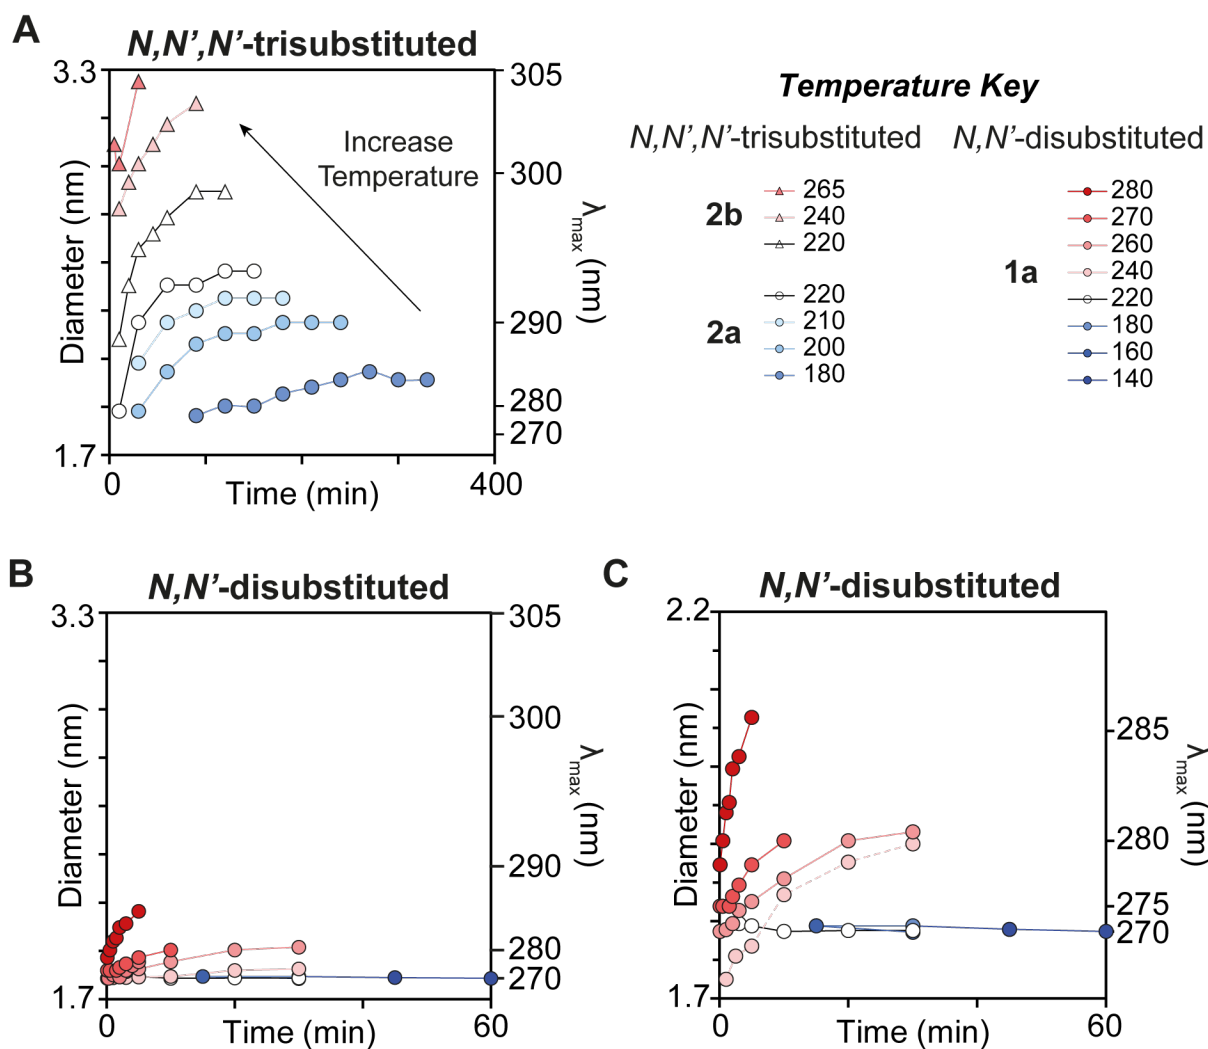 A
N,N’,N’-trisubstituted
3.3
305
Increase
Temperature
300
Diameter (nm)
λmax (nm)
290
280
270
1.7
0
Time (min)
400
Temperature Key
N,N’,N’-trisubstituted
N,N’-disubstituted
2b
265
240
220
2a
220
210
200
180
1a
280
270
260
240
220
180
160
140
B
N,N’-disubstituted
3.3
305
300
Diameter (nm)
λmax (nm)
290
280
270
1.7
0
Time (min)
60
C
N,N’-disubstituted
2.2
285
Diameter (nm)
λmax (nm)
280
275
270
1.7
0
Time (min)
60